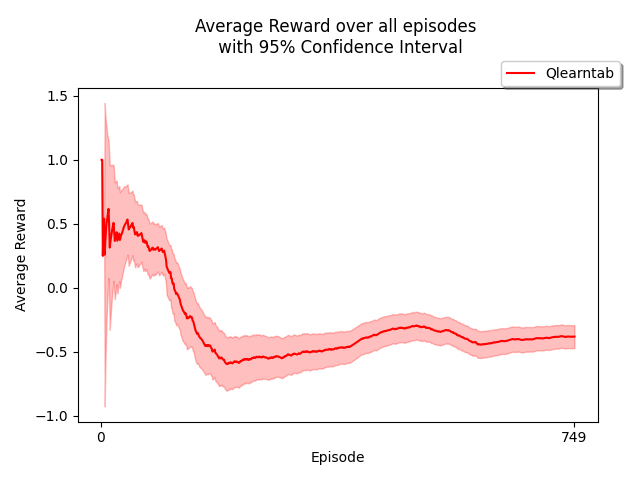 Average Reward over all episodes
with 95% Confidence Interval
Qlearntab
1.5
1.0
0.5
0.0
−0.5
−1.0
Average Reward
0
749
Episode